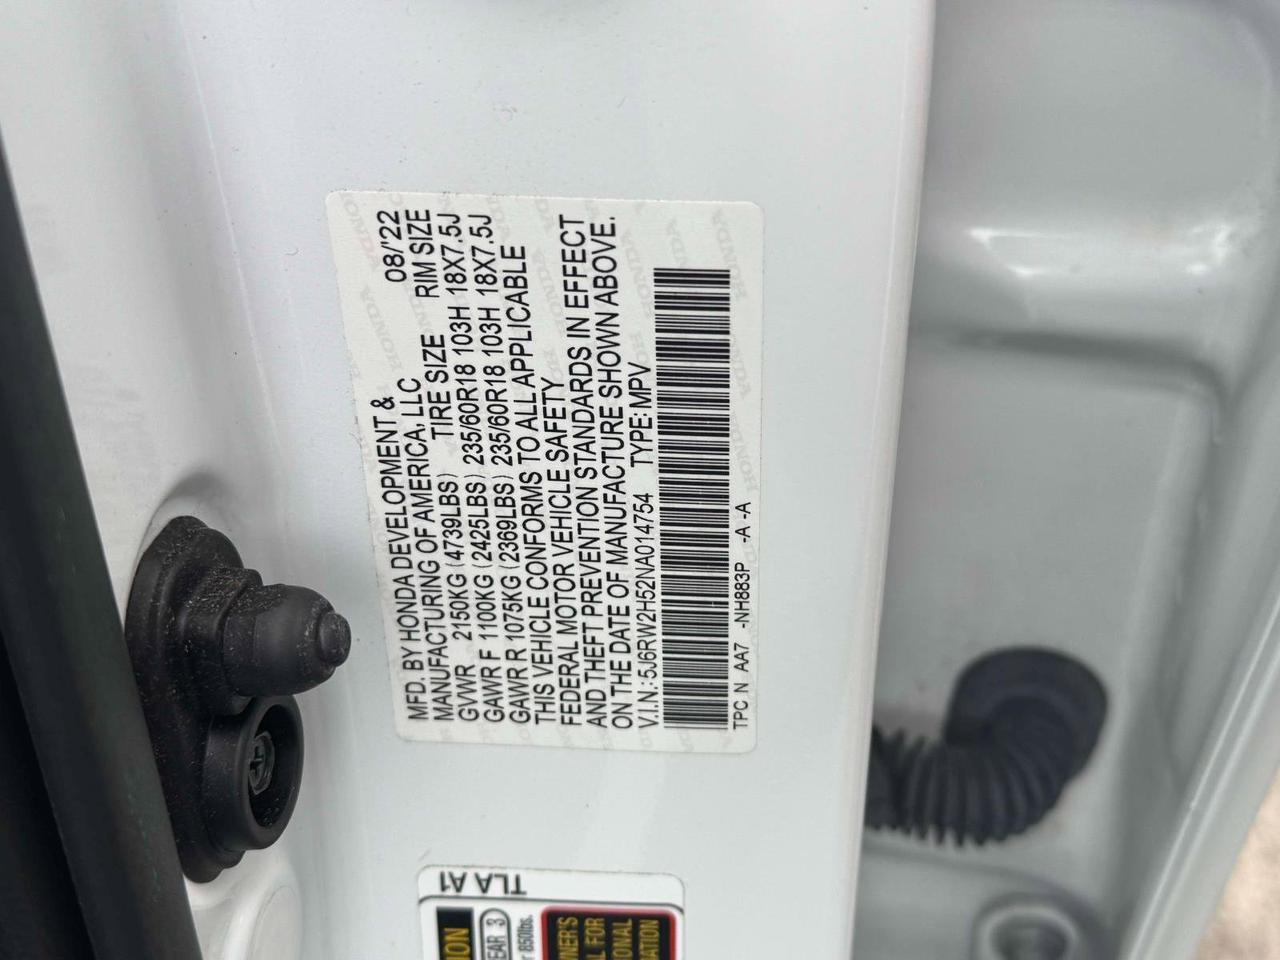 MFD. BY HONDA DEVELOPMENT &
MANUFACTURING OF AMERICA, LLC 08/'22
GVWR 2150KG (4739LBS) TIRE SIZE RIM SIZE
GAWR F 1100KG (2425LBS) 235/60R18 103H 18X7.5J
GAWR R 1075KG (2369LBS) 235/60R18 103H 18X7.5J
THIS VEHICLE CONFORMS TO ALL APPLICABLE
FEDERAL MOTOR VEHICLE SAFETY
AND THEFT PREVENTION STANDARDS IN EFFECT
ON THE DATE OF MANUFACTURE SHOWN ABOVE.
V.I.N.: 5J6RW2H52NA014754 TYPE: MPV
TPC N AA7 -NH883P -A -A
TLA A1